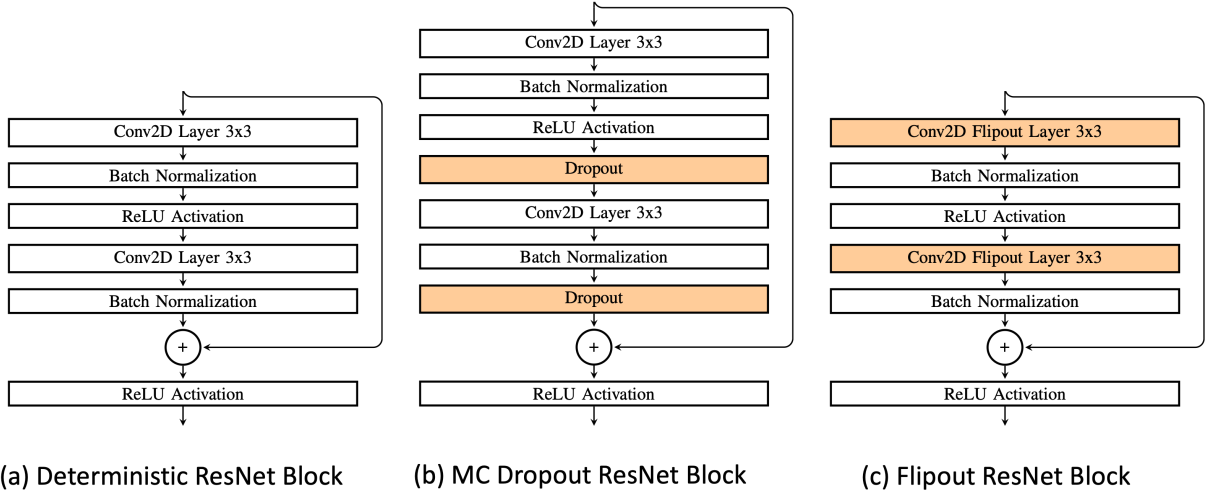 Conv2D Layer 3x3
Batch Normalization
ReLU Activation
Conv2D Layer 3x3
Batch Normalization
+
ReLU Activation
(a) Deterministic ResNet Block
Conv2D Layer 3x3
Batch Normalization
ReLU Activation
Dropout
Conv2D Layer 3x3
Batch Normalization
Dropout
+
ReLU Activation
(b) MC Dropout ResNet Block
Conv2D Flipout Layer 3x3
Batch Normalization
ReLU Activation
Conv2D Flipout Layer 3x3
Batch Normalization
+
ReLU Activation
(c) Flipout ResNet Block